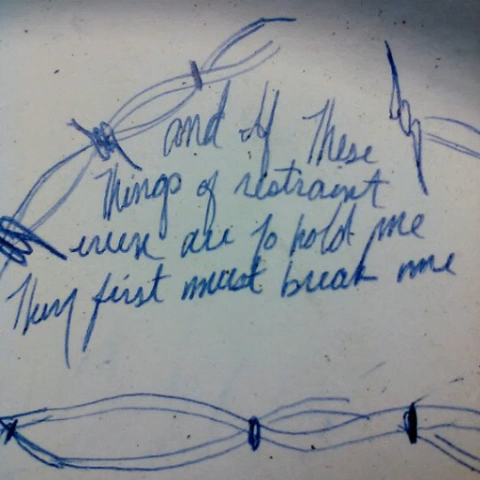 and if These
Things of restraint
ever are To hold me
They first must break me